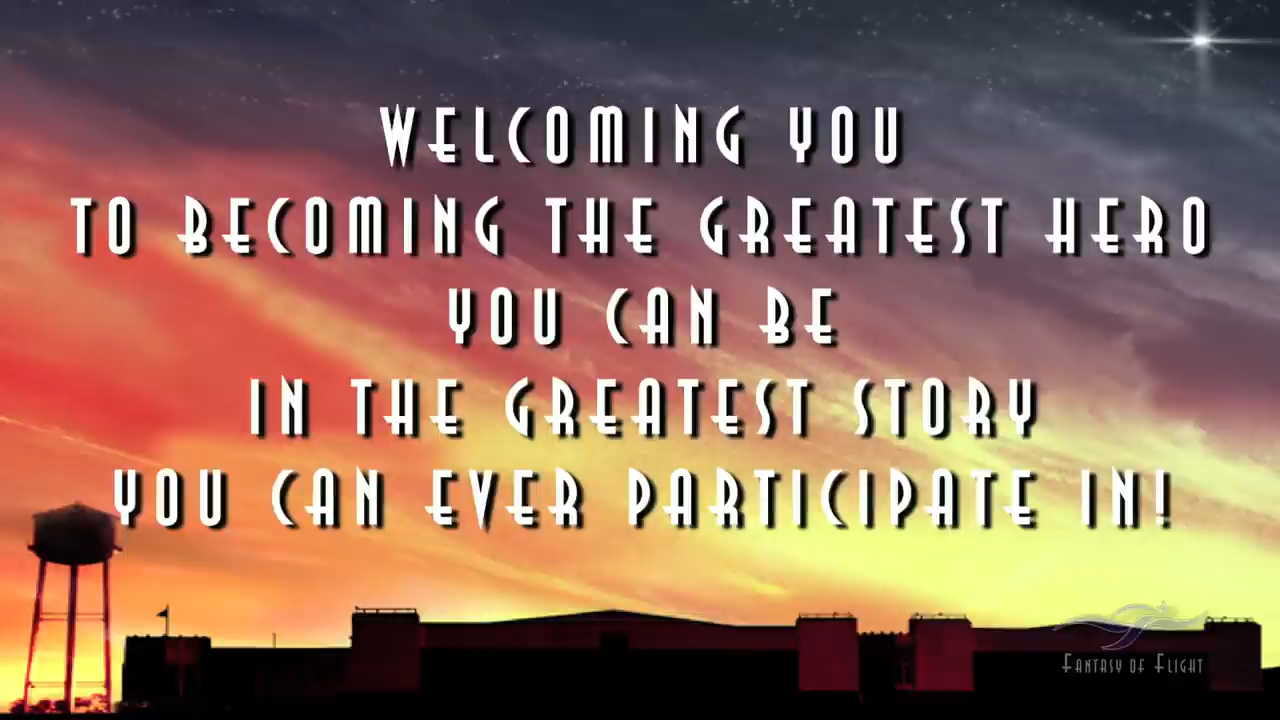 WELCOMING YOU
TO BECOMING THE GREATEST HERO
YOU CAN BE
IN THE GREATEST STORY
YOU CAN EVER PARTICIPATE IN!
FANTASY OF FLIGHT